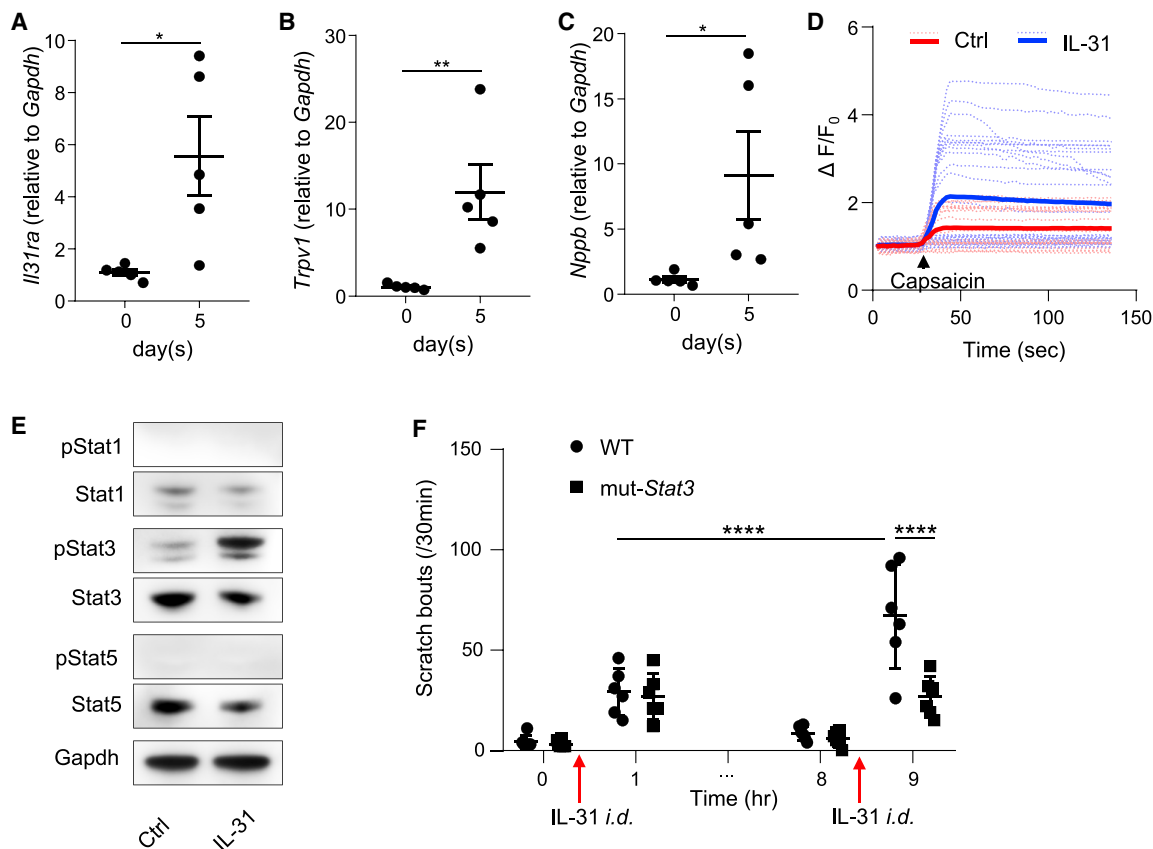 A
*
Il31ra (relative to Gapdh)
10
8
6
4
2
0
0 5
day(s)
B
**
Trpv1 (relative to Gapdh)
30
20
10
0
0 5
day(s)
C
*
Nppb (relative to Gapdh)
20
15
10
5
0
0 5
day(s)
D
Ctrl IL-31
Δ F/F0
6
4
2
0
Capsaicin
0 50 100 150
Time (sec)
E
pStat1
Stat1
pStat3
Stat3
pStat5
Stat5
Gapdh
Ctrl IL-31
F
WT
mut-Stat3
Scratch bouts (/30min)
150
100
50
0
**** ****
0 1 ... 8 9
Time (hr)
IL-31 i.d. IL-31 i.d.